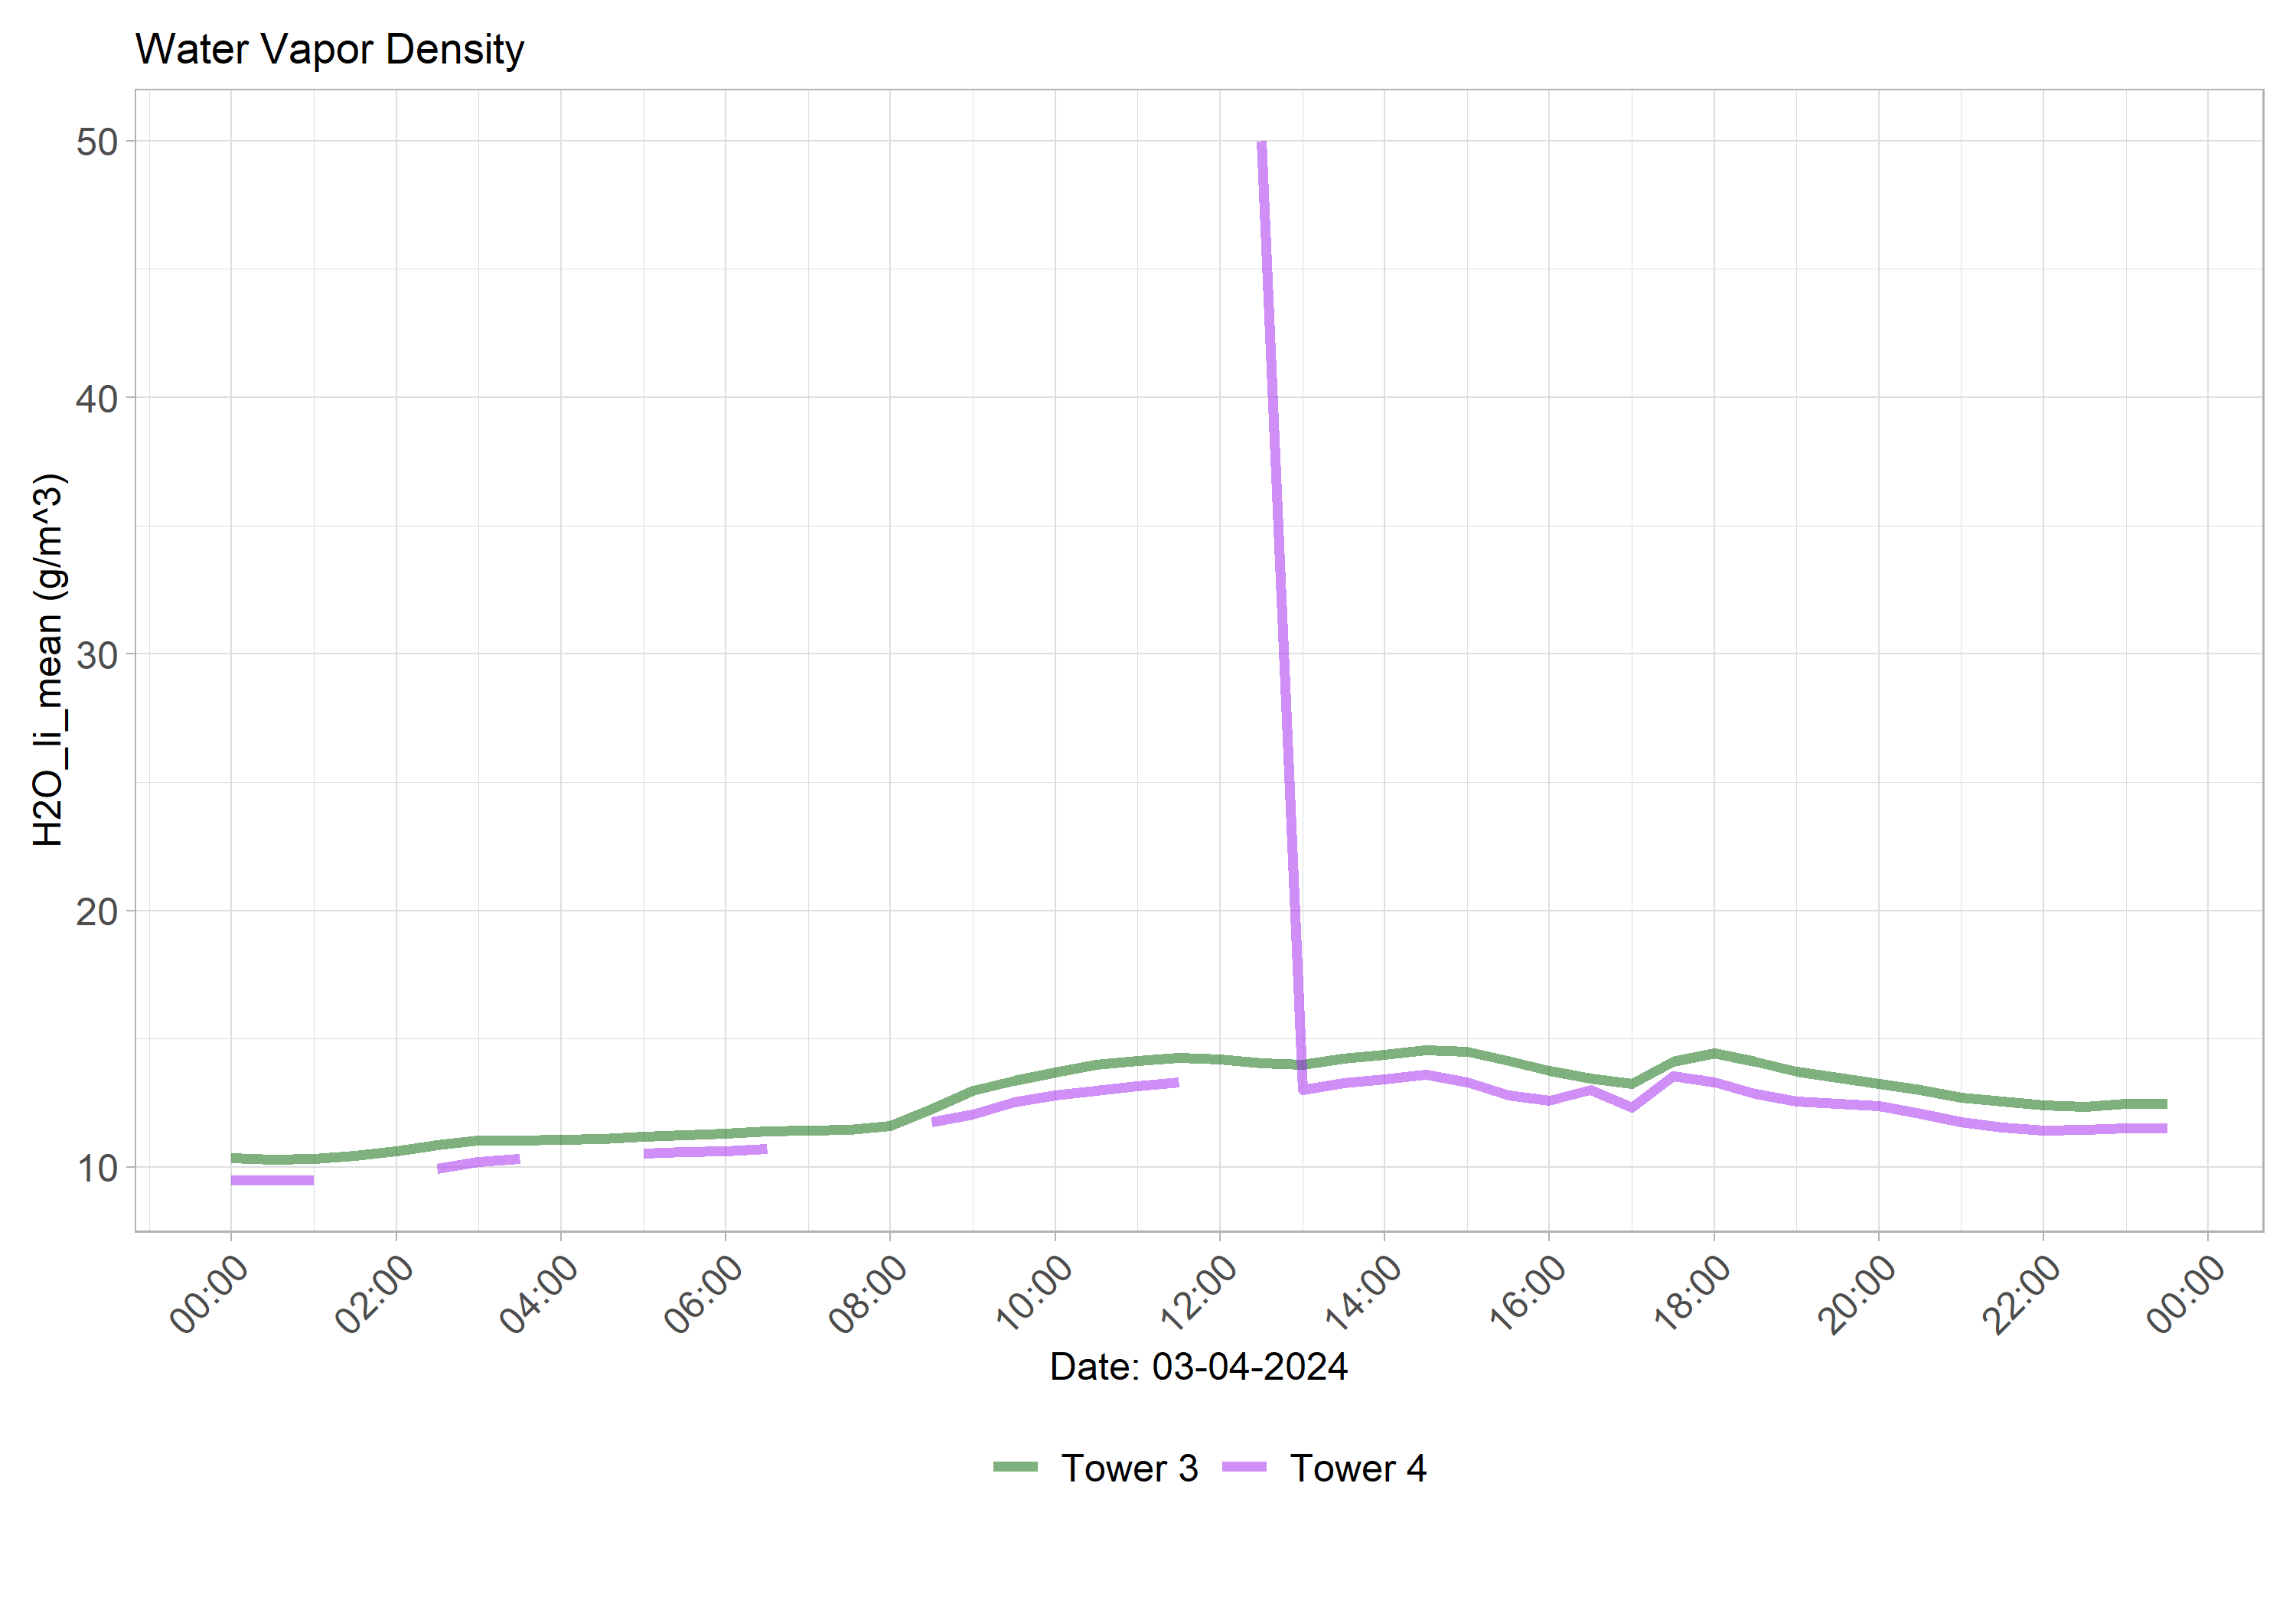 Water Vapor Density
H2O_li_mean (g/m^3)
50
40
30
20
10
00:00 02:00 04:00 06:00 08:00 10:00 12:00 14:00 16:00 18:00 20:00 22:00 00:00
Date: 03-04-2024
Tower 3 Tower 4